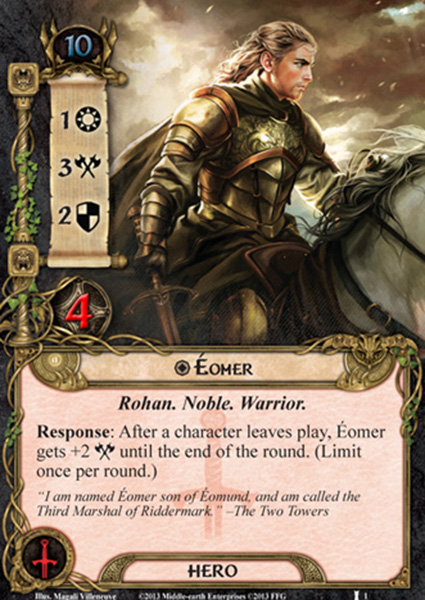 10
1
3
2
4
Éomer
Rohan. Noble. Warrior.
Response: After a character leaves play, Éomer
gets +2 until the end of the round. (Limit
once per round.)
“I am named Éomer son of Éomund, and am called the
Third Marshal of Riddermark.” –The Two Towers
HERO
Illus. Magali Villeneuve ©2013 Middle-earth Enterprises ©2013 FFG 1